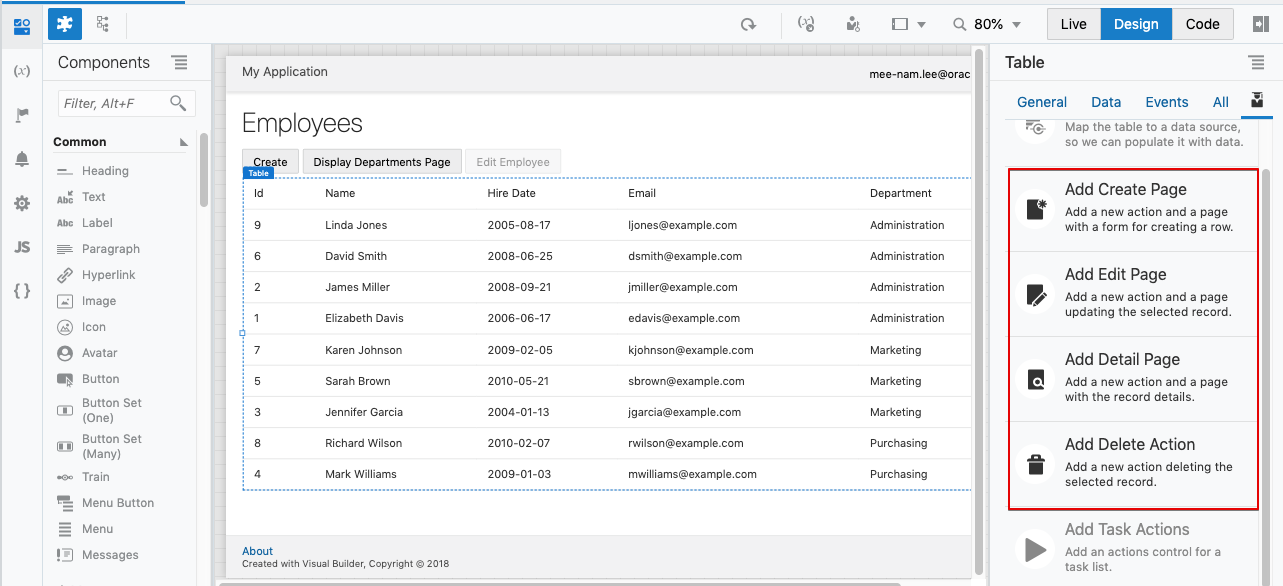 80%
Live
Design
Code
(x)
JS
{ }
Components
Filter, Alt+F
Common
Heading
Abc
Text
Abc
Label
Paragraph
Hyperlink
Image
Icon
Avatar
Button
Button Set
(One)
Button Set
(Many)
Train
Menu Button
Menu
Messages
My Application
mee-nam.lee@orac
Employees
Create
Display Departments Page
Edit Employee
Table
Id Name Hire Date Email Department
9 Linda Jones 2005-08-17 ljones@example.com Administration
6 David Smith 2008-06-25 dsmith@example.com Administration
2 James Miller 2008-09-21 jmiller@example.com Administration
1 Elizabeth Davis 2006-06-17 edavis@example.com Administration
7 Karen Johnson 2009-02-05 kjohnson@example.com Marketing
5 Sarah Brown 2010-05-21 sbrown@example.com Marketing
3 Jennifer Garcia 2004-01-13 jgarcia@example.com Marketing
8 Richard Wilson 2010-02-07 rwilson@example.com Purchasing
4 Mark Williams 2009-01-03 mwilliams@example.com Purchasing
About
Created with Visual Builder, Copyright © 2018
Table
General Data Events All
Map the table to a data source,
so we can populate it with data.
Add Create Page
Add a new action and a page
with a form for creating a row.
Add Edit Page
Add a new action and a page
updating the selected record.
Add Detail Page
Add a new action and a page
with the record details.
Add Delete Action
Add a new action deleting the
selected record.
Add Task Actions
Add an actions control for a
task list.